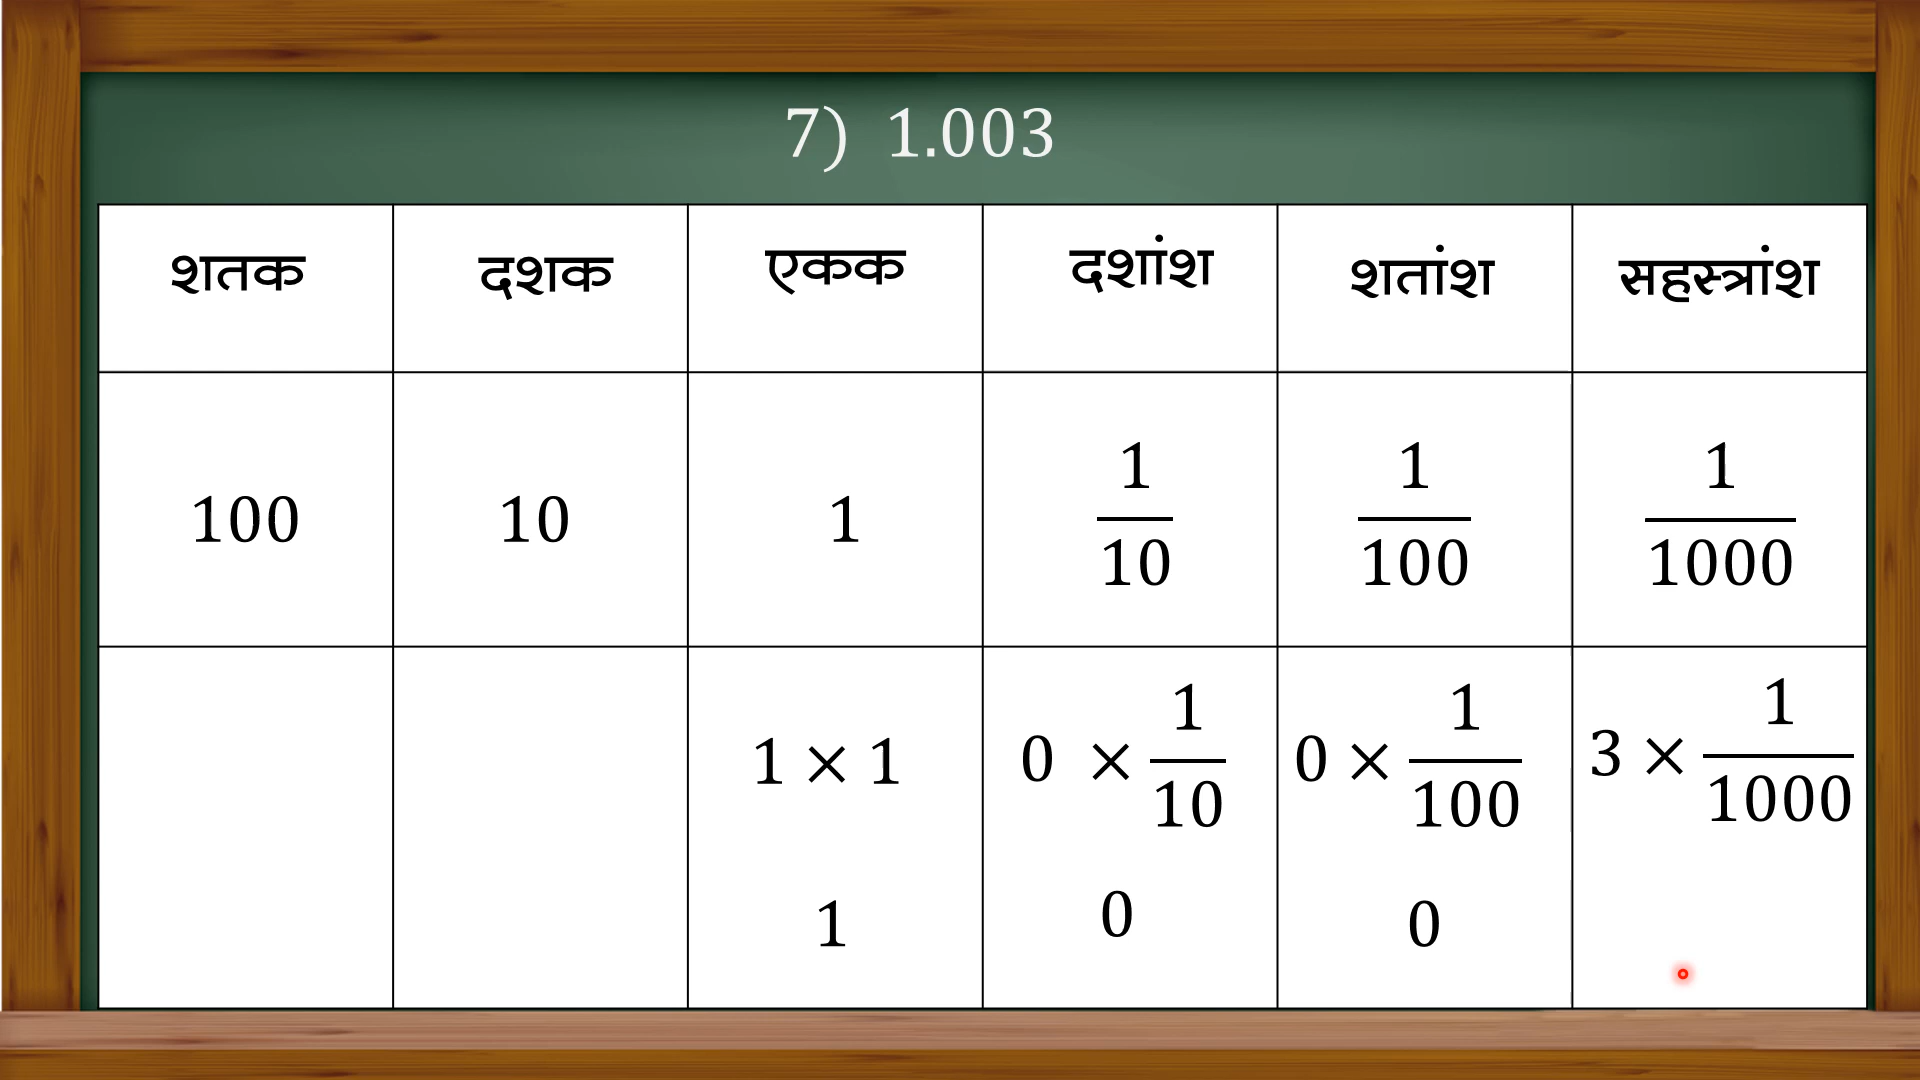 7) 1.003
शतक दशक एकक दशांश शतांश सहस्त्रांश
100 10 1 1/10 1/100 1/1000
1 × 1 0 × 1/10 0 × 1/100 3 × 1/1000
1 0 0